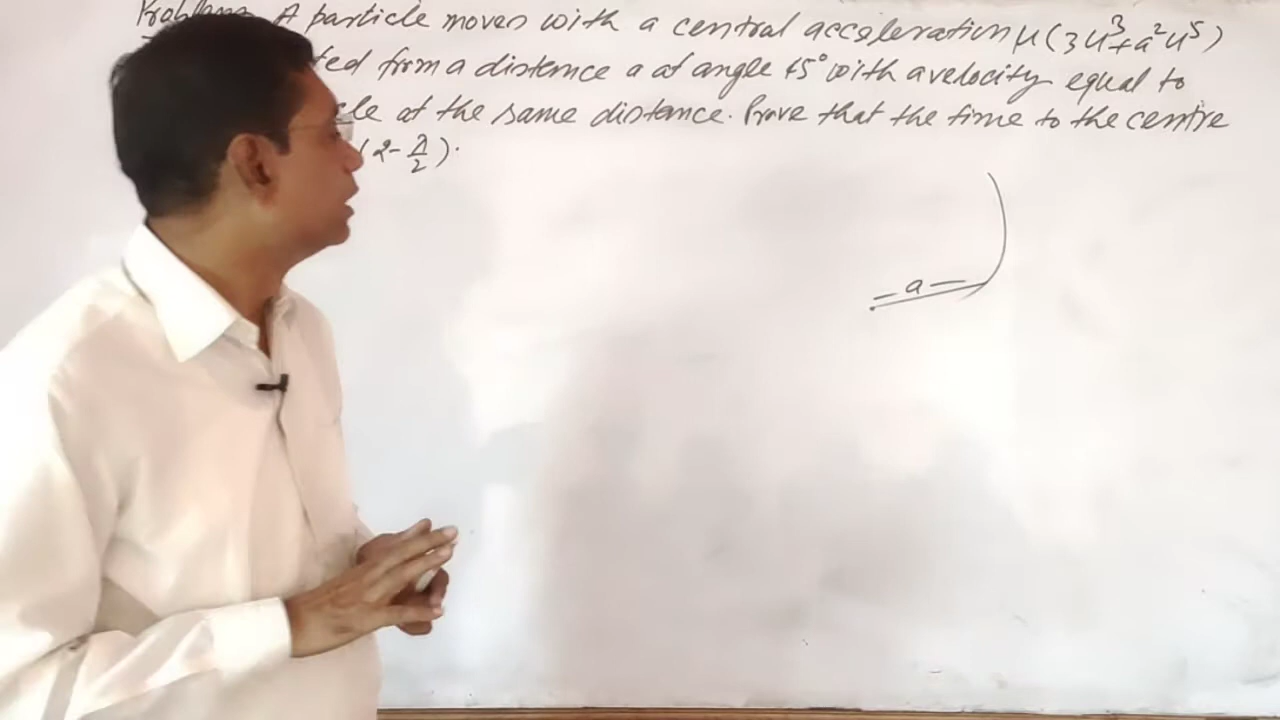 Problem A particle moves with a central acceleration μ(3u³+a²u⁵)
ted from a distance a at angle 45° with a velocity equal to
cle at the same distance. Prove that the time to the centre
(2-π/2).
-a-